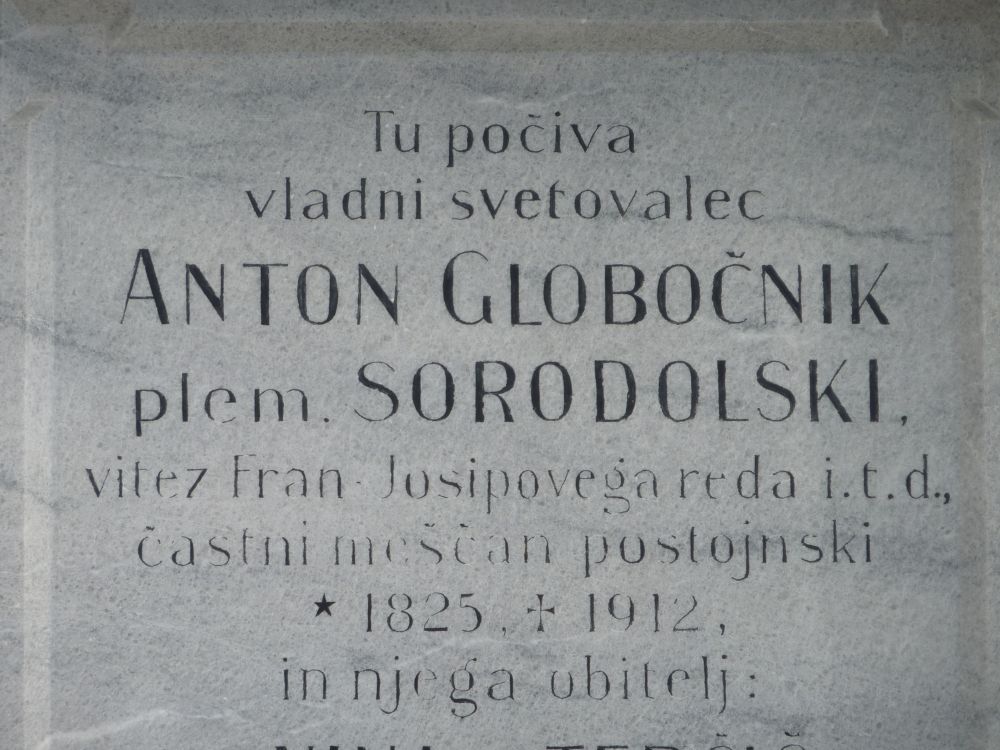 Tu počiva
vladni svetovalec
ANTON GLOBOČNIK
plem. SORODOLSKI,
vitez Fran-Josipovega reda i.t.d.,
častni meščan postojnski
★ 1825, ✝ 1912,
in njega obitelj: